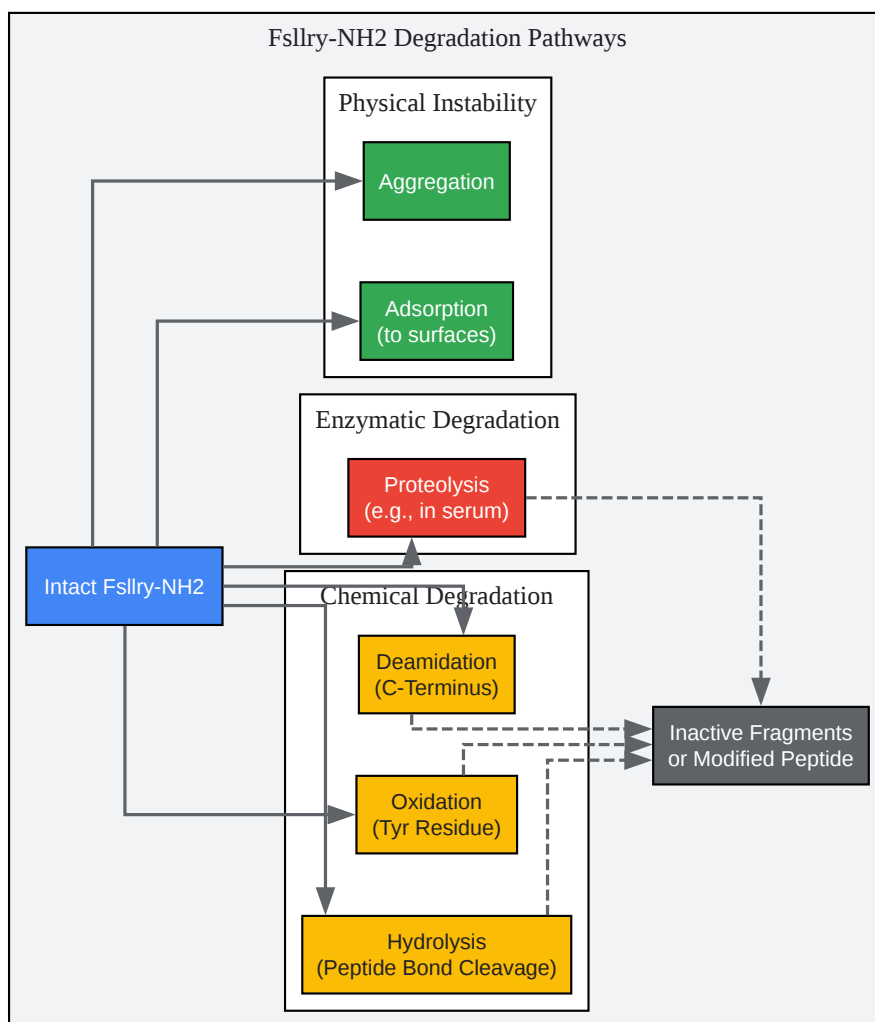 Fsllry-NH2 Degradation Pathways
Physical Instability
Aggregation
Adsorption
(to surfaces)
Enzymatic Degradation
Proteolysis
(e.g., in serum)
Intact Fsllry-NH2
Chemical Degradation
Deamidation
(C-Terminus)
Inactive Fragments
or Modified Peptide
Oxidation
(Tyr Residue)
Hydrolysis
(Peptide Bond Cleavage)